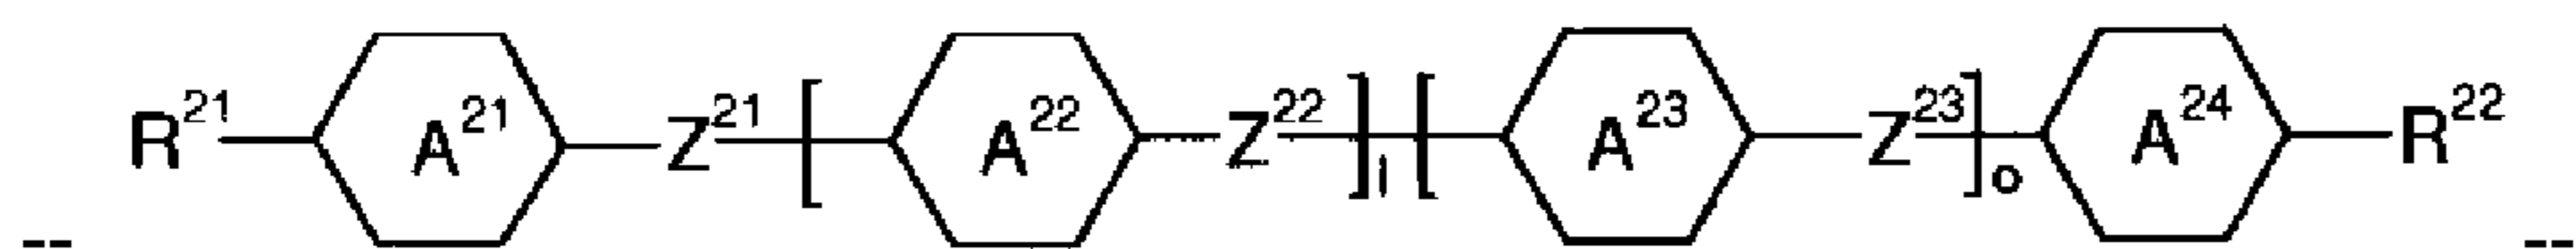 -- R²¹ A²¹ Z²¹ [ A²² Z²² ]l [ A²³ Z²³ ]o A²⁴ R²² --